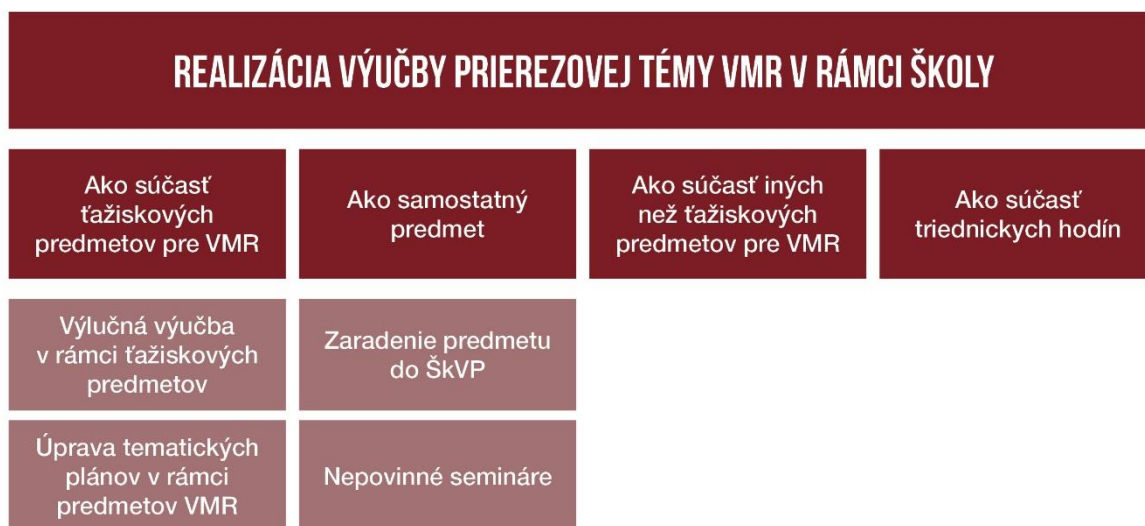 REALIZÁCIA VÝUČBY PRIEREZOVEJ TÉMY VMR V RÁMCI ŠKOLY
Ako súčasť
ťažiskových
predmetov pre VMR
Ako samostatný
predmet
Ako súčasť iných
než ťažiskových
predmetov pre VMR
Ako súčasť
triednickych hodín
Výlučná výučba
v rámci ťažiskových
predmetov
Zaradenie predmetu
do ŠkVP
Úprava tematických
plánov v rámci
predmetov VMR
Nepovinné semináre